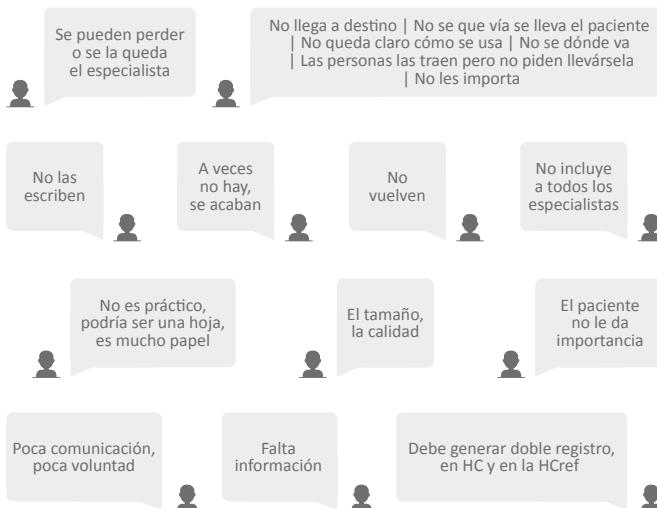 Se pueden perder
o se la queda
el especialista
No llega a destino | No se que vía se lleva el paciente
| No queda claro cómo se usa | No se dónde va
| Las personas las traen pero no piden llevársela
| No les importa
No las
escriben
A veces
no hay,
se acaban
No
vuelven
No incluye
a todos los
especialistas
No es práctico,
podría ser una hoja,
es mucho papel
El tamaño,
la calidad
El paciente
no le da
importancia
Poca comunicación,
poca voluntad
Falta
información
Debe generar doble registro,
en HC y en la HCref